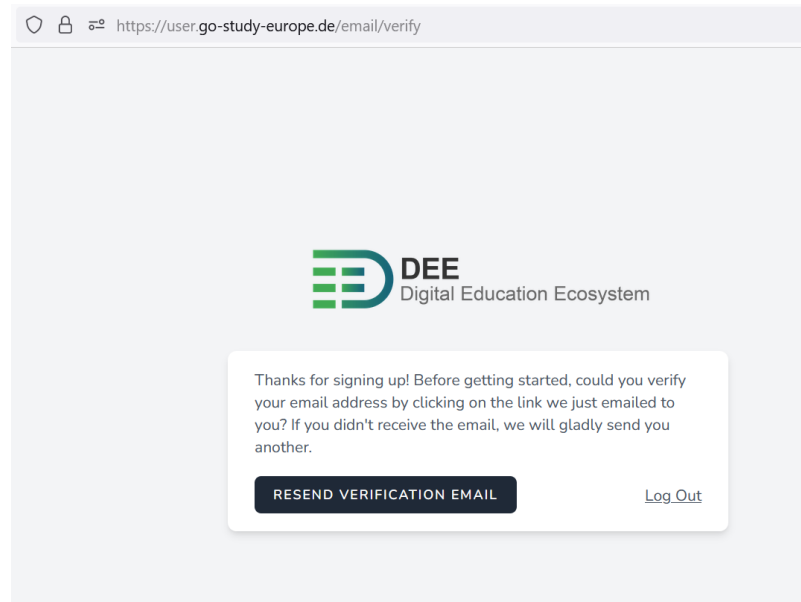 https://user.go-study-europe.de/email/verify
DEE
Digital Education Ecosystem
Thanks for signing up! Before getting started, could you verify
your email address by clicking on the link we just emailed to
you? If you didn't receive the email, we will gladly send you
another.
RESEND VERIFICATION EMAIL
Log Out